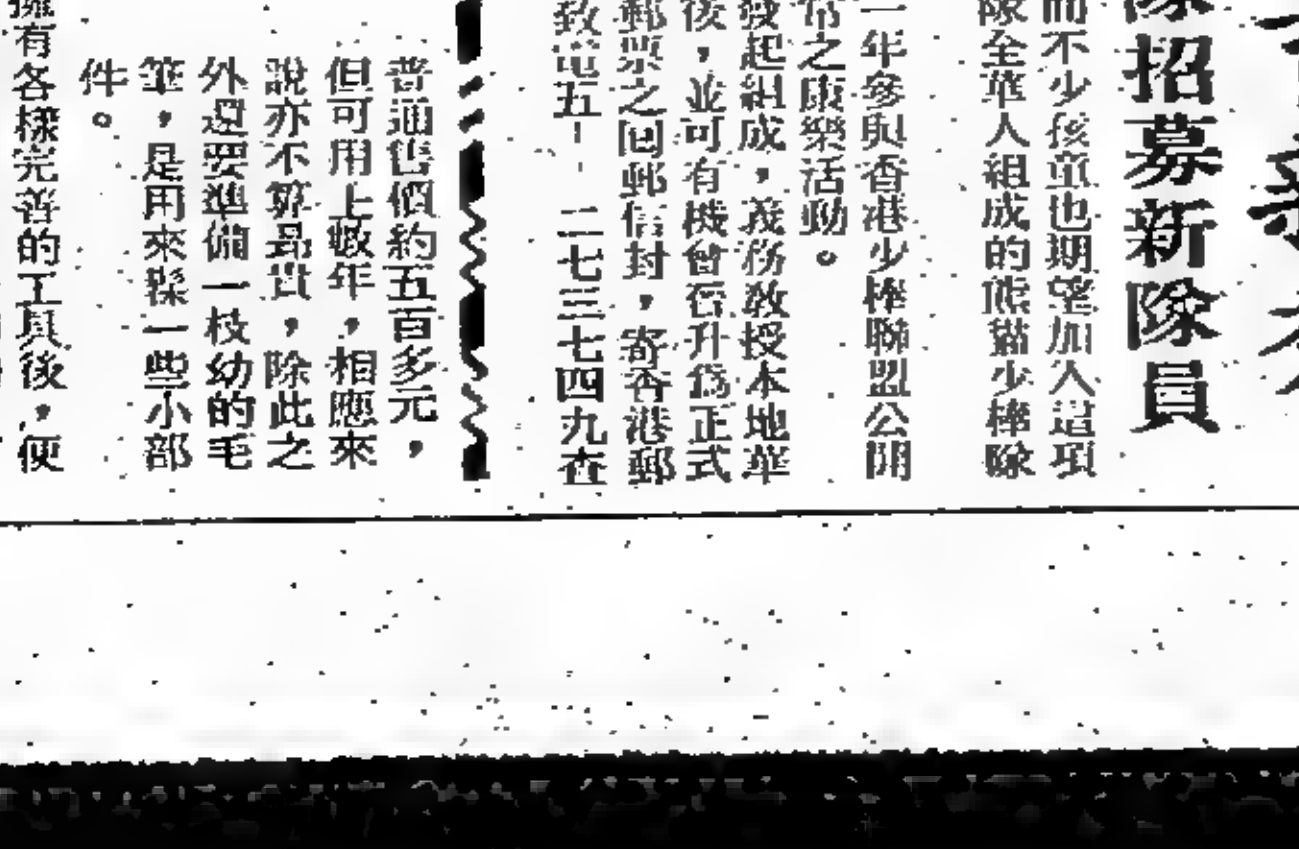 隊招募新隊員
而不少孩童也期望加入這項
隊全華人組成的熊貓少棒隊
一年參與香港少棒聯盟公開
常之康樂活動。
發起組成，義務教授本地華
後，並可有機會晉升爲正式
郵票之回郵信封，寄香港郵
致電五－二七三七四九查
普通售價約五百多元，
但可用上數年，相應來
說亦不算昂貴，除此之
外還要準備一枝幼的毛
筆，是用來髹一些小部
件。
擁有各樣完善的工具後，便